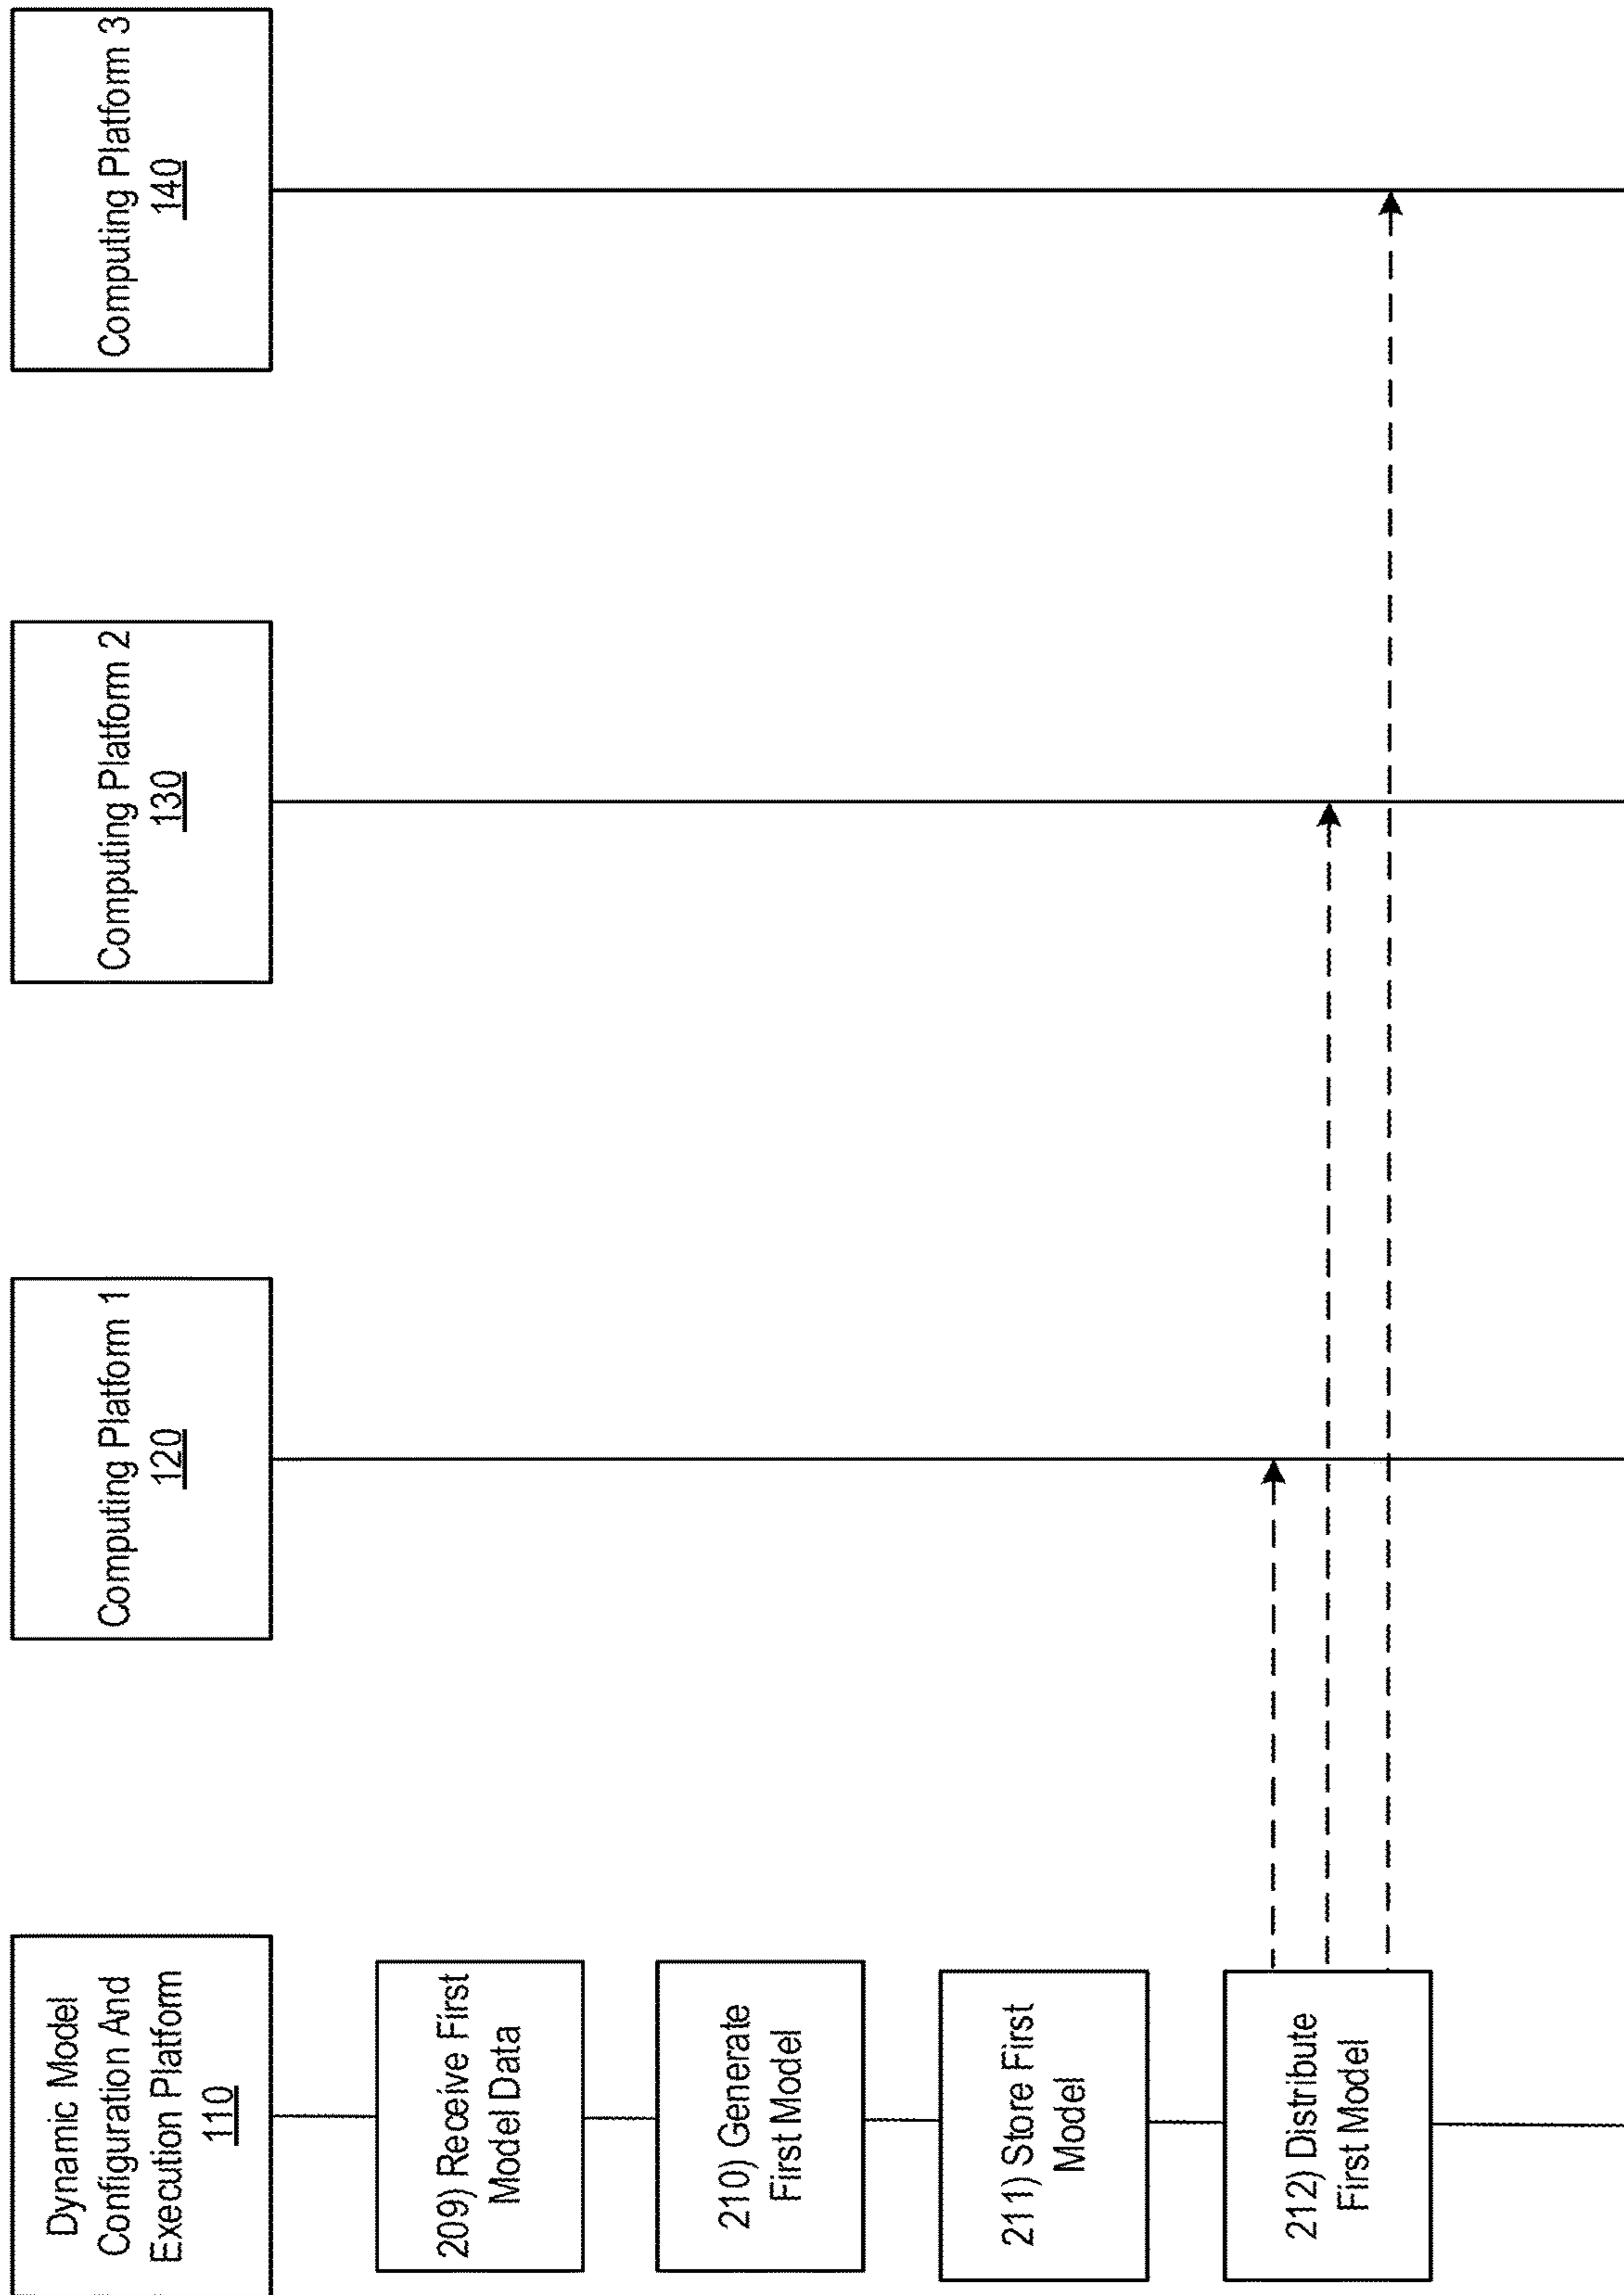 Dynamic Model
Configuration And
Execution Platform
110
Computing Platform 1
120
Computing Platform 2
130
Computing Platform 3
140
209) Receive First
Model Data
210) Generate
First Model
211) Store First
Model
212) Distribute
First Model